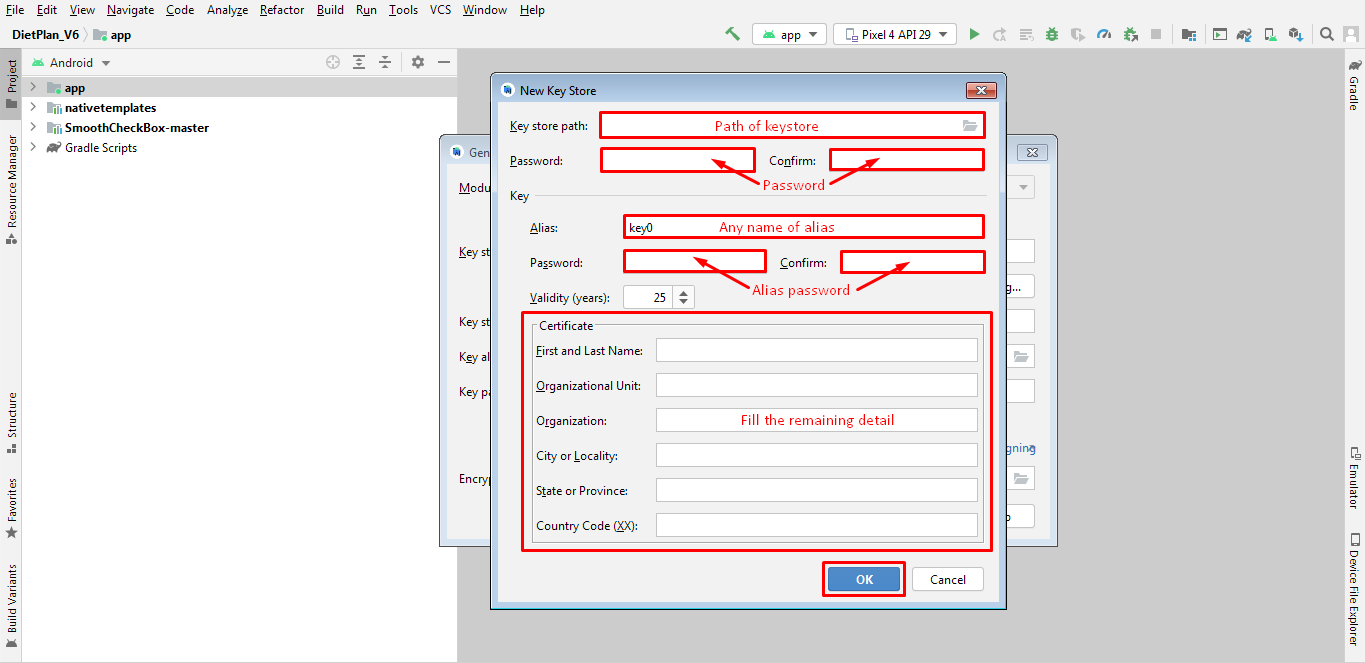 File Edit View Navigate Code Analyze Refactor Build Run Tools VCS Window Help
DietPlan_V6 app
app Pixel 4 API 29
Project
Resource Manager
Structure
Favorites
Build Variants
Android
app
nativetemplates
SmoothCheckBox-master
Gradle Scripts
Gen
Modu
Key st
Key st
Key al
Key pa
Encryp
g...
gning
New Key Store
Key store path: Path of keystore
Password: Confirm:
Password
Key
Alias: key0 Any name of alias
Password: Confirm:
Alias password
Validity (years): 25
Certificate
First and Last Name:
Organizational Unit:
Organization: Fill the remaining detail
City or Locality:
State or Province:
Country Code (XX):
OK Cancel
Gradle
Emulator
Device File Explorer